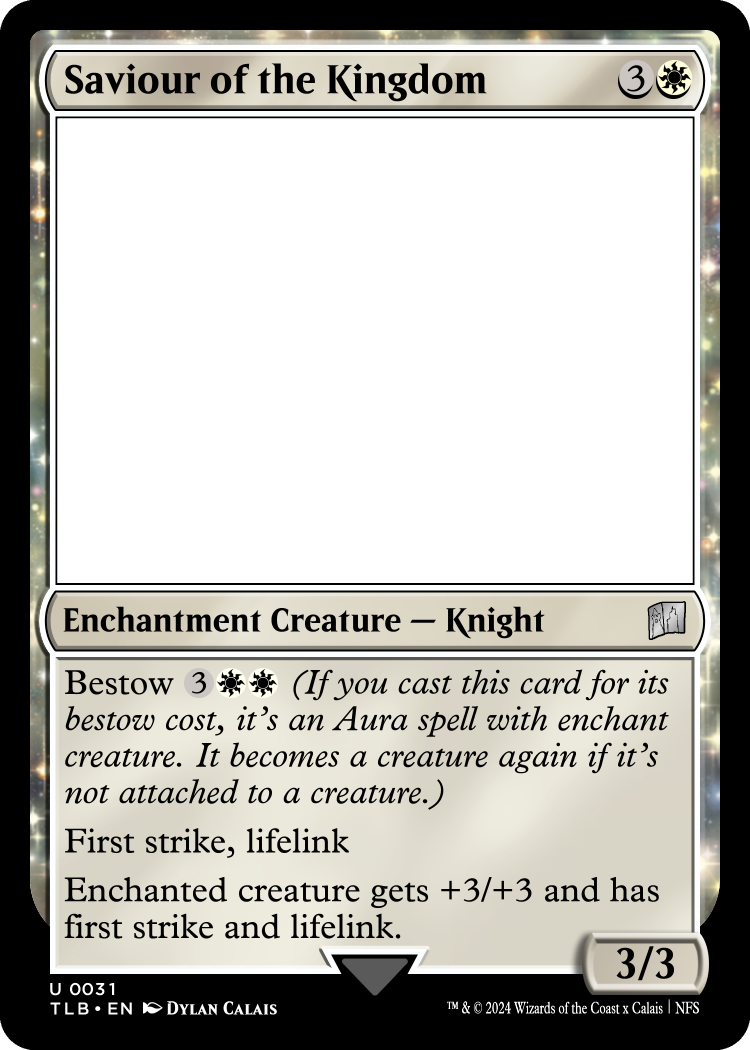 Saviour of the Kingdom 3
Enchantment Creature — Knight
Bestow 3 (If you cast this card for its
bestow cost, it's an Aura spell with enchant
creature. It becomes a creature again if it's
not attached to a creature.)
First strike, lifelink
Enchanted creature gets +3/+3 and has
first strike and lifelink.
3/3
U 0031
TLB • EN DYLAN CALAIS
™ & © 2024 Wizards of the Coast x Calais | NFS